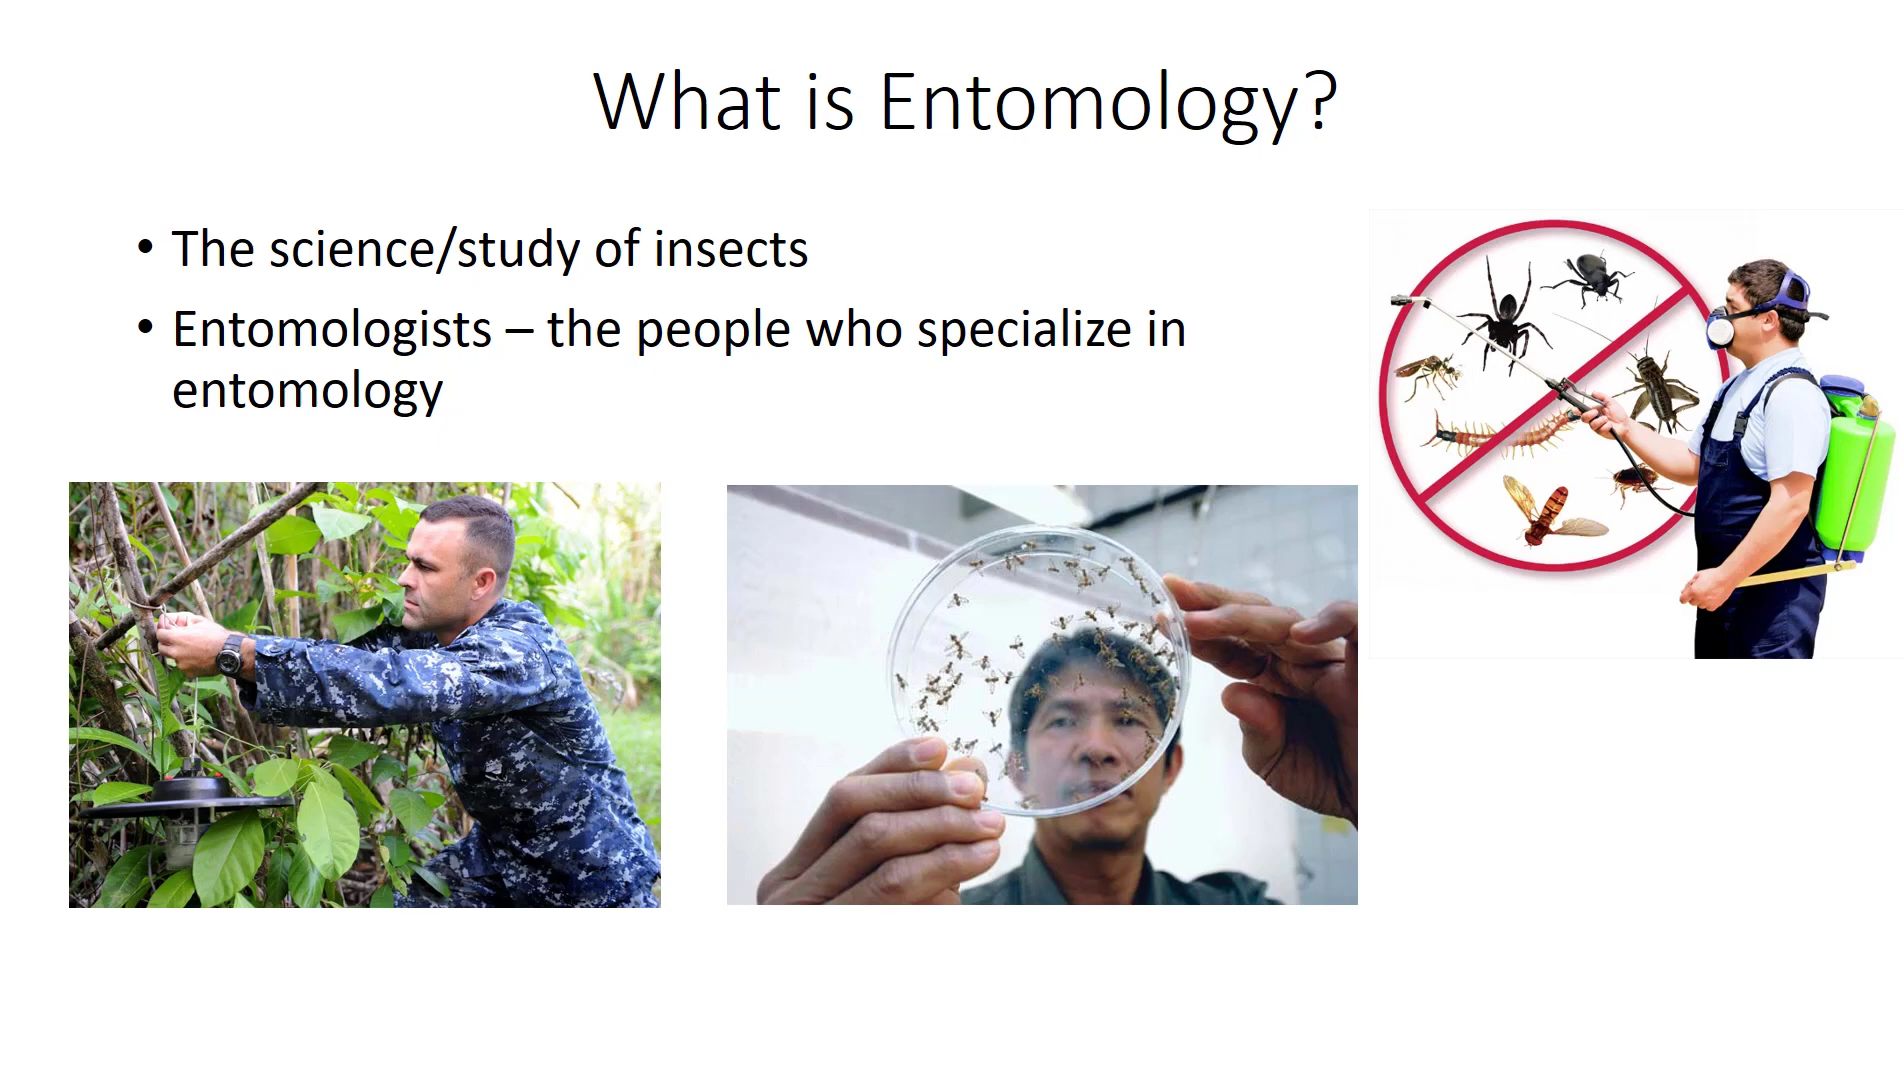 What is Entomology?
• The science/study of insects
• Entomologists – the people who specialize in
entomology